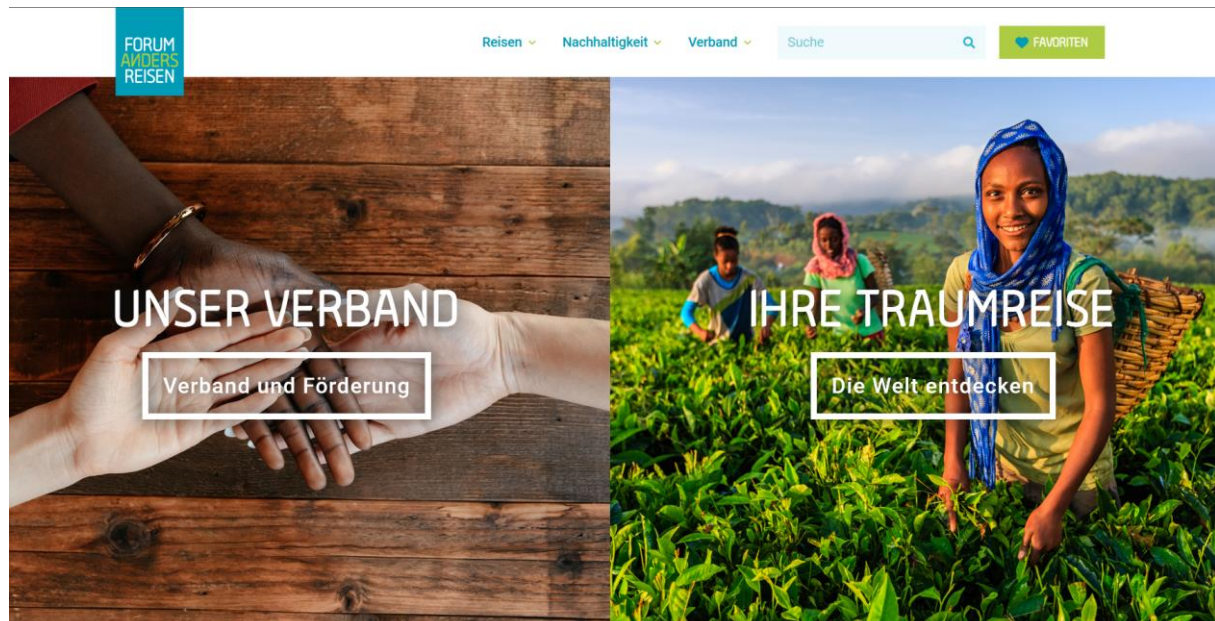 FORUM
ANDERS
REISEN
Reisen
Nachhaltigkeit
Verband
Suche
FAVORITEN
UNSER VERBAND
Verband und Förderung
IHRE TRAUMREISE
Die Welt entdecken